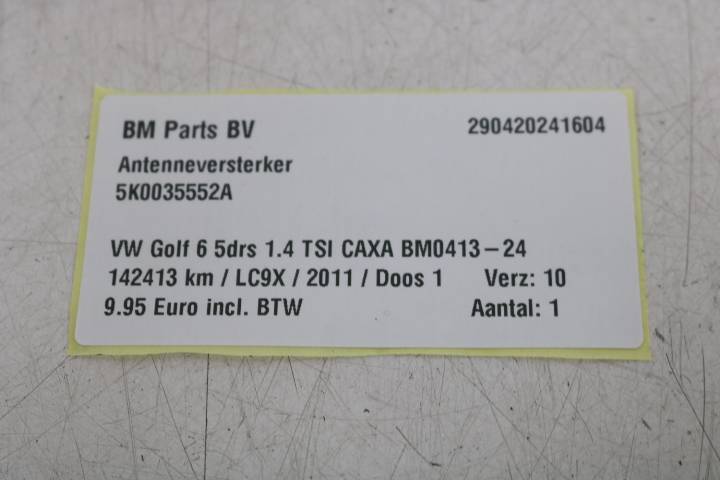 BM Parts BV 290420241604
Antenneversterker
5K0035552A
VW Golf 6 5drs 1.4 TSI CAXA BM0413-24
142413 km / LC9X / 2011 / Doos 1 Verz: 10
9.95 Euro incl. BTW Aantal: 1